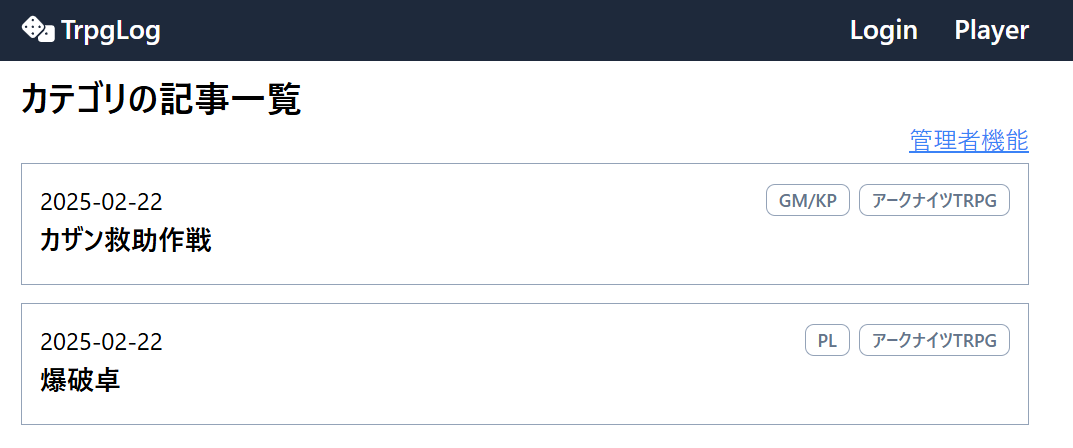 TrpgLog
Login Player
カテゴリの記事一覧
管理者機能
2025-02-22
GM/KP アークナイツTRPG
カザン救助作戦
2025-02-22
PL アークナイツTRPG
爆破卓